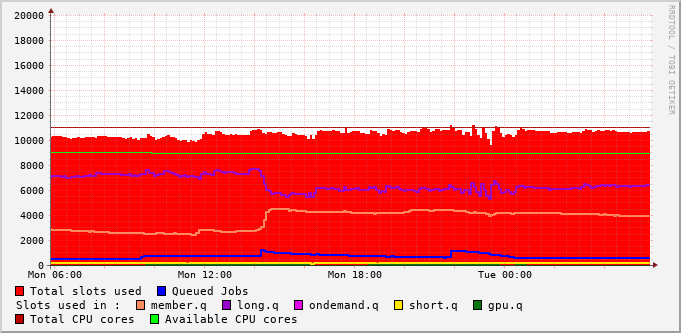 20000
18000
16000
14000
12000
10000
8000
6000
4000
2000
0
Mon 06:00 Mon 12:00 Mon 18:00 Tue 00:00
Total slots used Queued Jobs
Slots used in : member.q long.q ondemand.q short.q gpu.q
Total CPU cores Available CPU cores
RRDTOOL / TOBI OETIKER